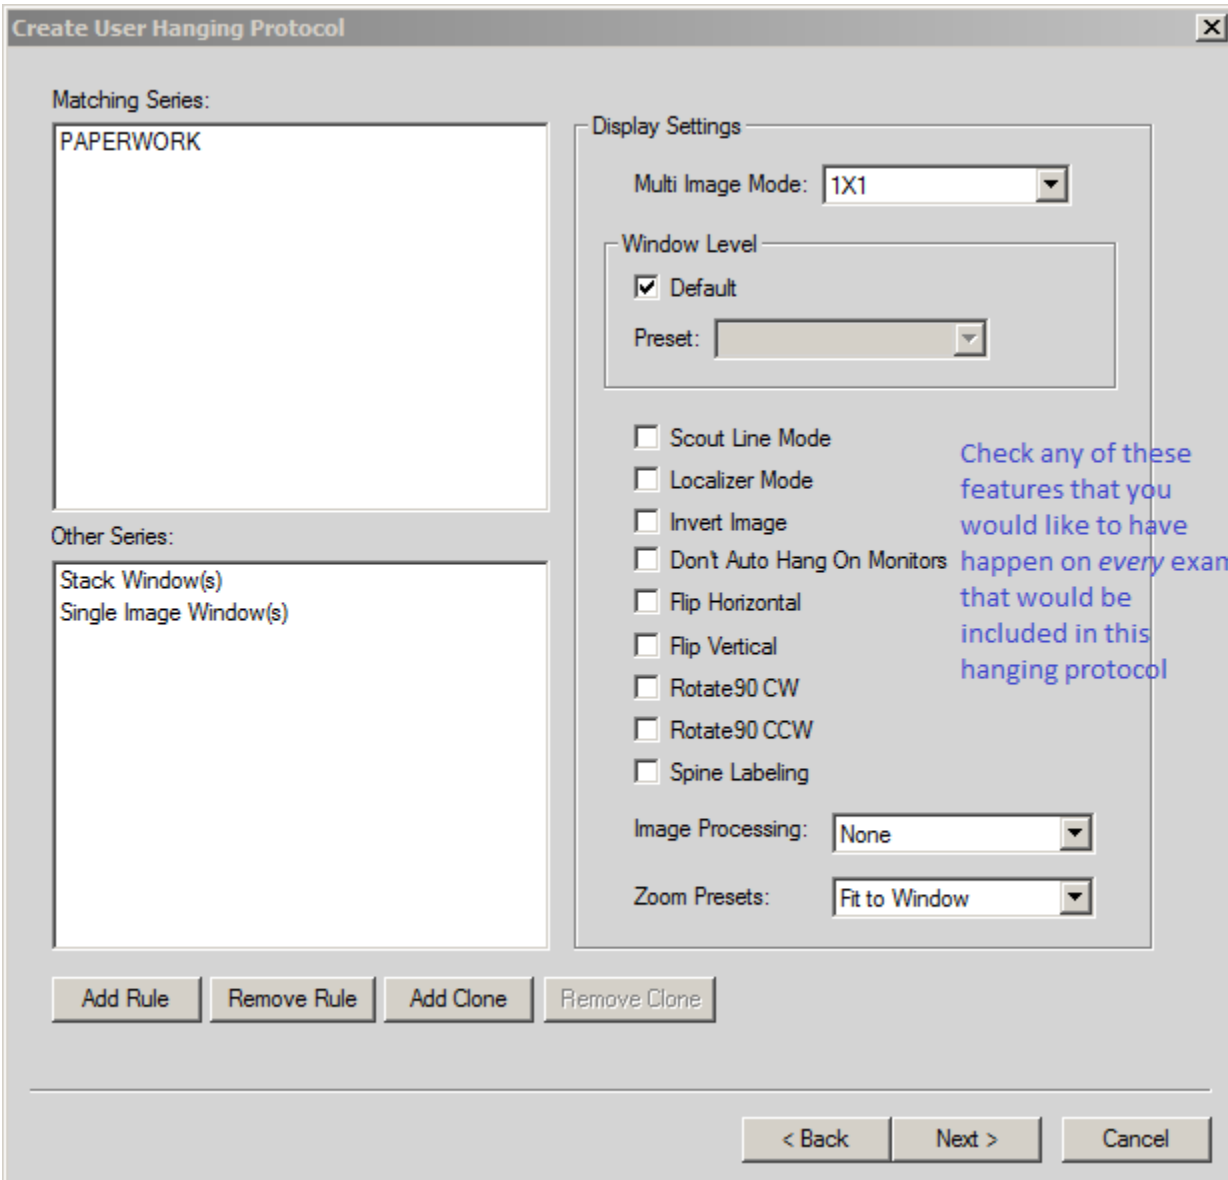 Create User Hanging Protocol
Matching Series:
PAPERWORK
Other Series:
Stack Window(s)
Single Image Window(s)
Display Settings
Multi Image Mode: 1X1
Window Level
Default
Preset:
Scout Line Mode
Localizer Mode
Invert Image
Don't Auto Hang On Monitors
Flip Horizontal
Flip Vertical
Rotate90 CW
Rotate90 CCW
Spine Labeling
Check any of these
features that you
would like to have
happen on every exam
that would be
included in this
hanging protocol
Image Processing: None
Zoom Presets: Fit to Window
Add Rule Remove Rule Add Clone Remove Clone
< Back Next > Cancel